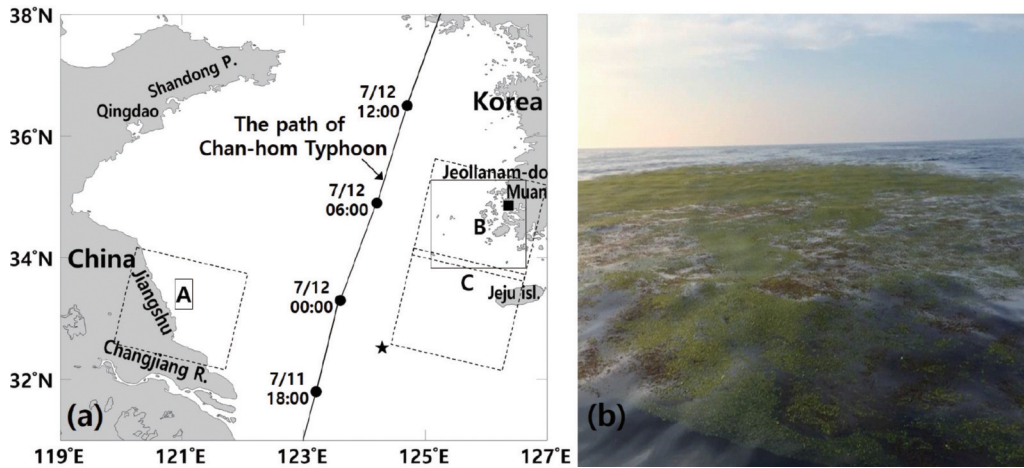 38°N
36°N
34°N
32°N
119°E
121°E
123°E
125°E
127°E
Shandong P.
Qingdao
Korea
7/12
12:00
The path of
Chan-hom Typhoon
Jeollanam-do
Muan
7/12
06:00
B
China
Jiangshu
A
C
Jeju isl.
7/12
00:00
Changjiang R.
7/11
18:00
(a)
(b)